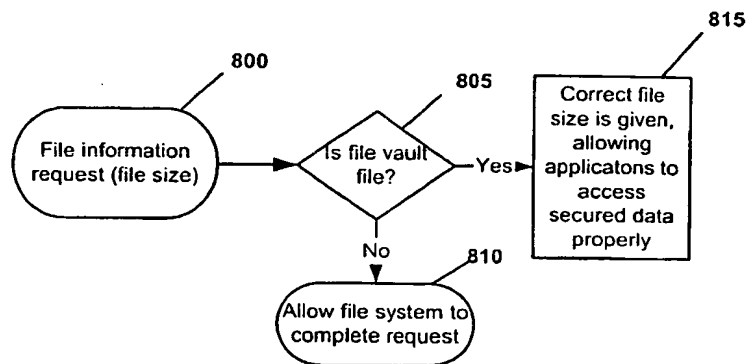 800
File information
request (file size)
805
Is file vault
file?
Yes
815
Correct file
size is given,
allowing
applicatons to
access
secured data
properly
No
810
Allow file system to
complete request